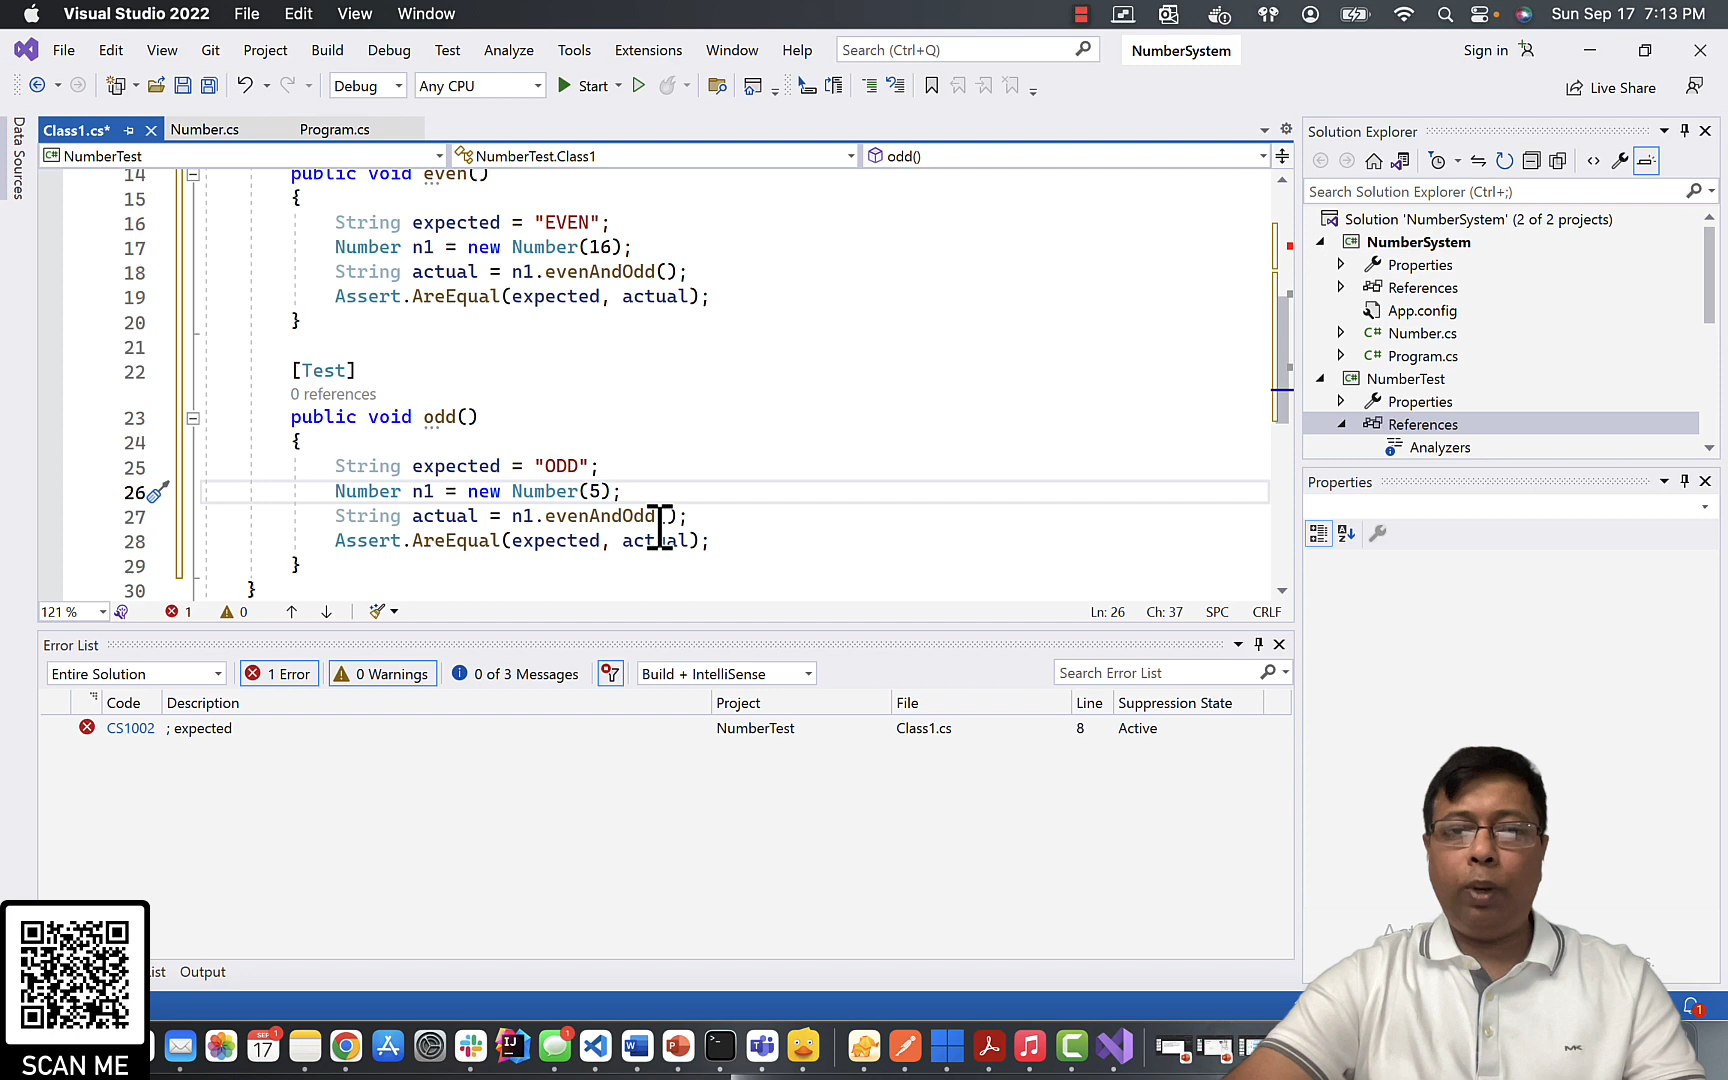 Visual Studio 2022 File Edit View Window
Sun Sep 17 7:13 PM
File Edit View Git Project Build Debug Test Analyze Tools Extensions Window Help
Search (Ctrl+Q)
NumberSystem
Sign in
Debug
Any CPU
Start
Live Share
Data Sources
Class1.cs*
Number.cs
Program.cs
NumberTest
NumberTest.Class1
odd()
14 public void even()
15 {
16 String expected = "EVEN";
17 Number n1 = new Number(16);
18 String actual = n1.evenAndOdd();
19 Assert.AreEqual(expected, actual);
20 }
21
22 [Test]
0 references
23 public void odd()
24 {
25 String expected = "ODD";
26 Number n1 = new Number(5);
27 String actual = n1.evenAndOdd();
28 Assert.AreEqual(expected, actual);
29 }
30 }
121 %
1
0
Ln: 26 Ch: 37 SPC CRLF
Solution Explorer
Search Solution Explorer (Ctrl+;)
Solution 'NumberSystem' (2 of 2 projects)
NumberSystem
Properties
References
App.config
Number.cs
Program.cs
NumberTest
Properties
References
Analyzers
Properties
Error List
Entire Solution
1 Error
0 Warnings
0 of 3 Messages
Build + IntelliSense
Search Error List
Code Description Project File Line Suppression State
CS1002 ; expected NumberTest Class1.cs 8 Active
ist Output
1
SCAN ME
SEP
17
1
1
MK